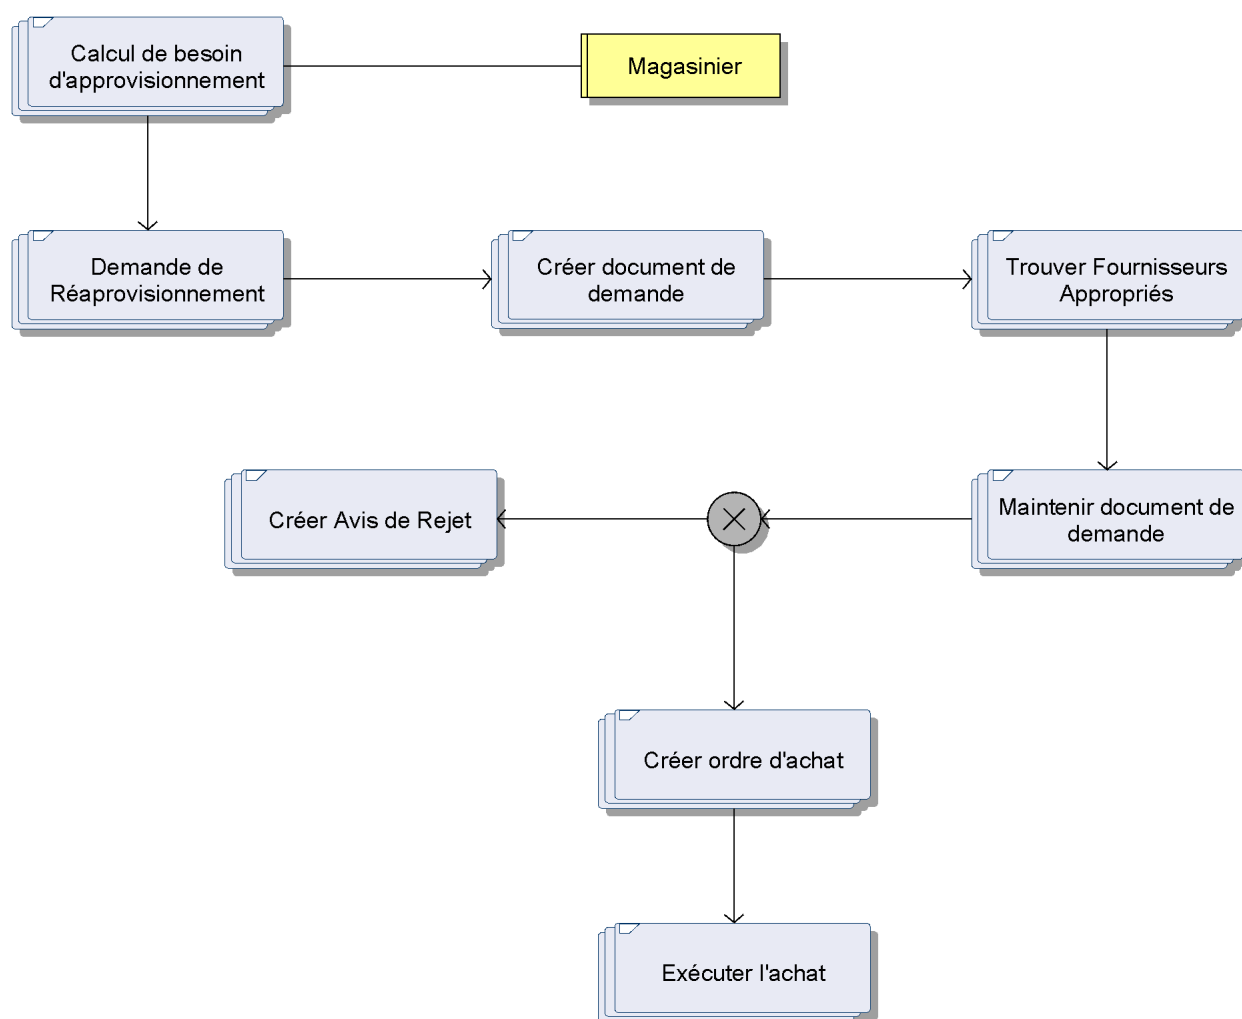 Calcul de besoin
d'approvisionnement
Magasinier
Demande de
Réaprovisionnement
Créer document de
demande
Trouver Fournisseurs
Appropriés
Créer Avis de Rejet
Maintenir document de
demande
Créer ordre d'achat
Exécuter l'achat